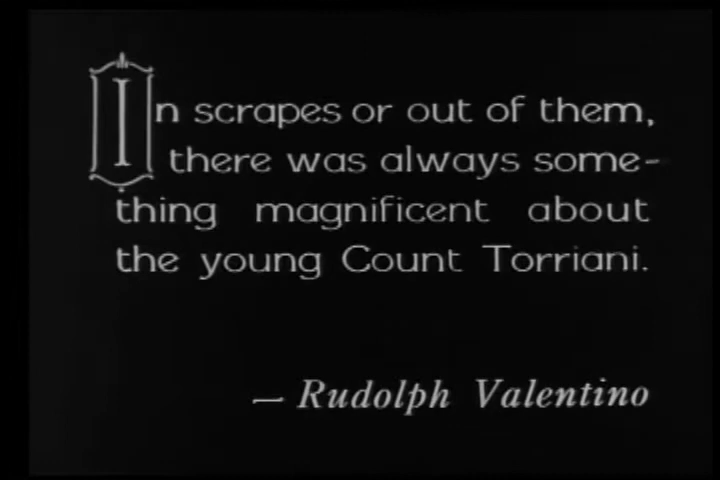 In scrapes or out of them,
there was always some-
thing magnificent about
the young Count Torriani.
— Rudolph Valentino